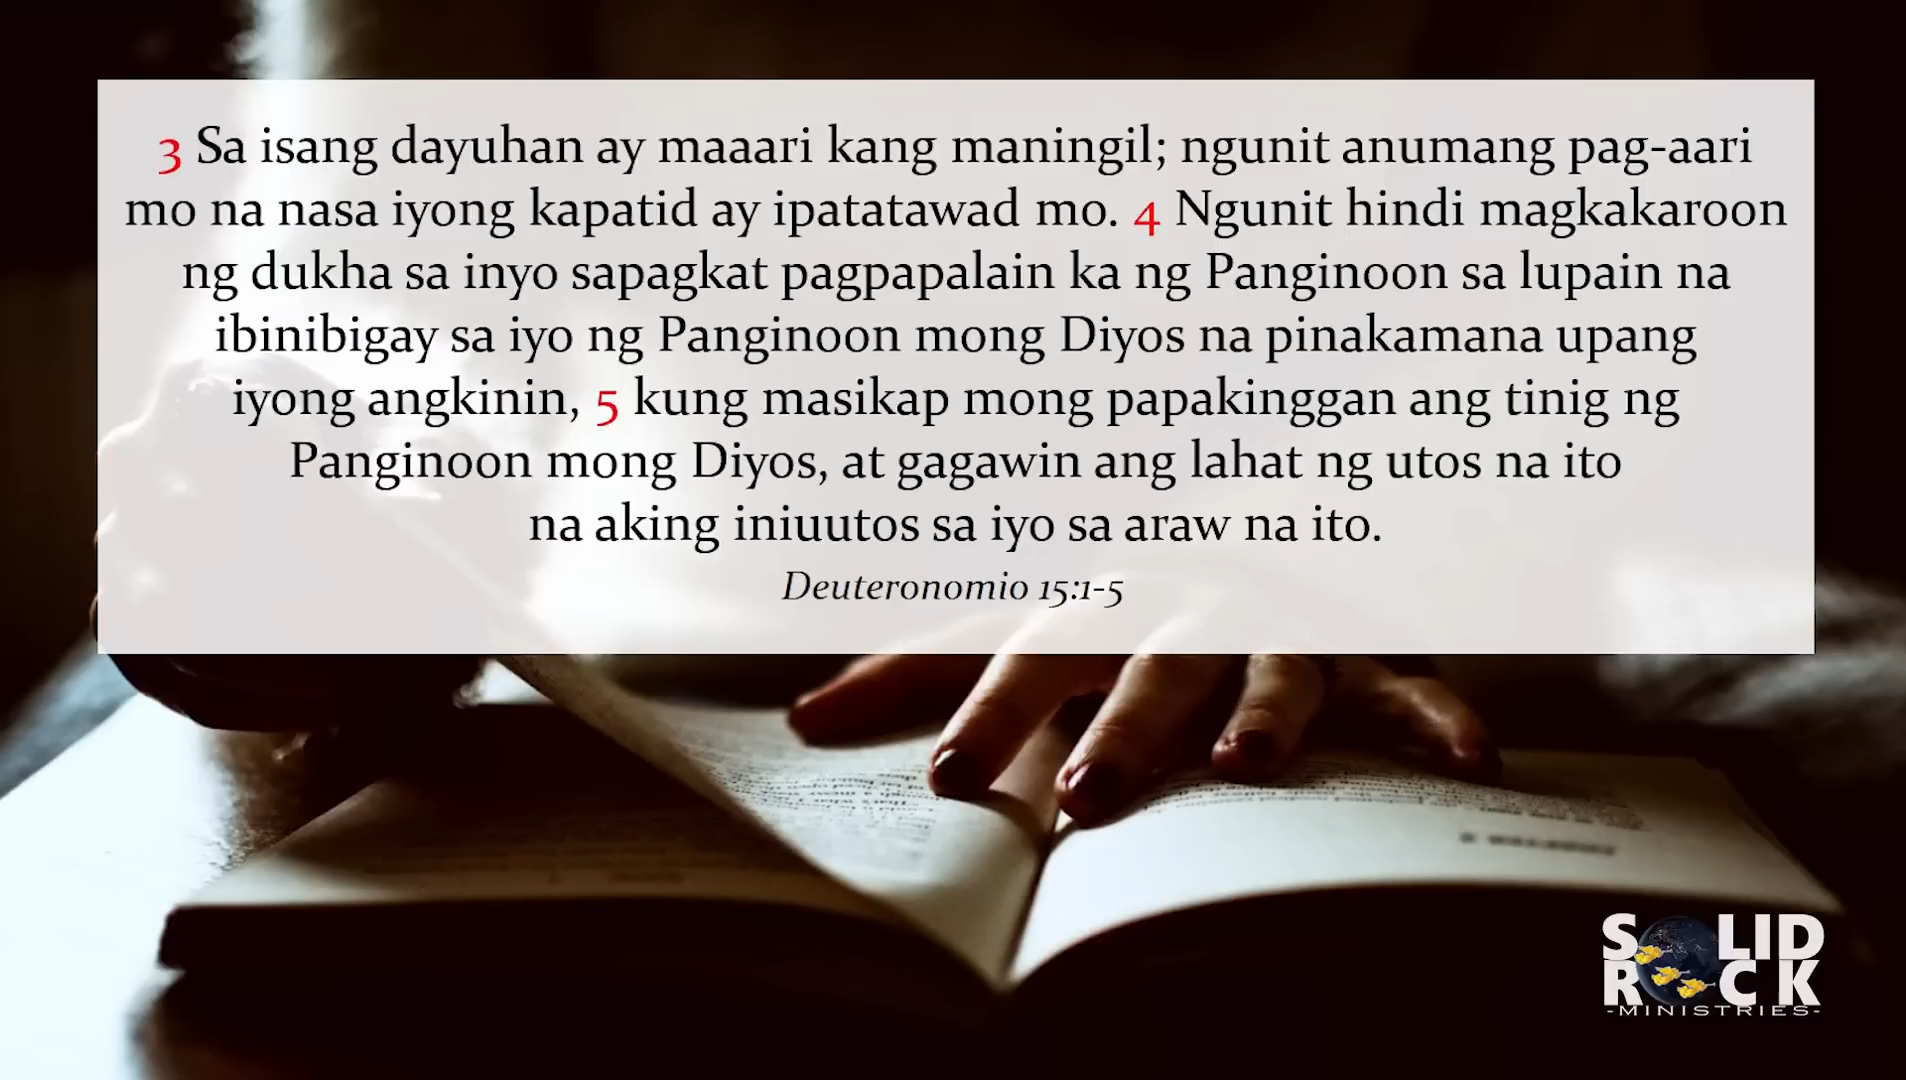 3 Sa isang dayuhan ay maaari kang maningil; ngunit anumang pag-aari
mo na nasa iyong kapatid ay ipatatawad mo. 4 Ngunit hindi magkakaroon
ng dukha sa inyo sapagkat pagpapalain ka ng Panginoon sa lupain na
ibinibigay sa iyo ng Panginoon mong Diyos na pinakamana upang
iyong angkinin, 5 kung masikap mong papakinggan ang tinig ng
Panginoon mong Diyos, at gagawin ang lahat ng utos na ito
na aking iniuutos sa iyo sa araw na ito.
Deuteronomio 15:1-5
SOLID
ROCK
-MINISTRIES-